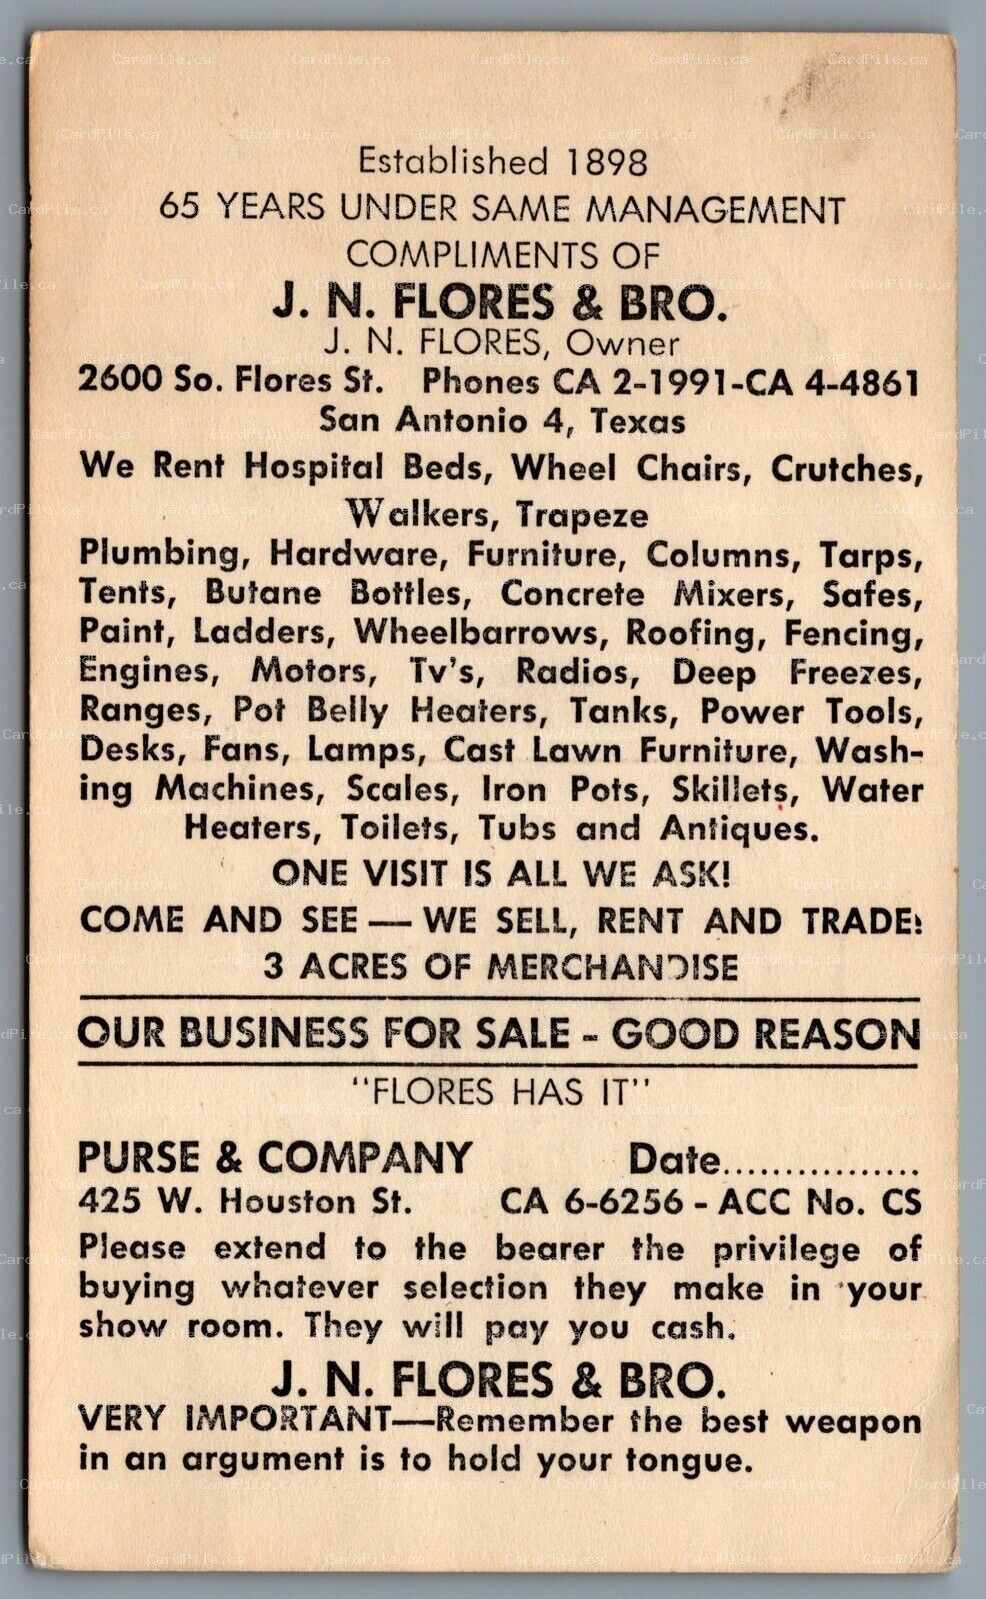 Established 1898
65 YEARS UNDER SAME MANAGEMENT
COMPLIMENTS OF
J. N. FLORES & BRO.
J. N. FLORES, Owner
2600 So. Flores St. Phones CA 2-1991-CA 4-4861
San Antonio 4, Texas
We Rent Hospital Beds, Wheel Chairs, Crutches,
Walkers, Trapeze
Plumbing, Hardware, Furniture, Columns, Tarps,
Tents, Butane Bottles, Concrete Mixers, Safes,
Paint, Ladders, Wheelbarrows, Roofing, Fencing,
Engines, Motors, Tv's, Radios, Deep Freezes,
Ranges, Pot Belly Heaters, Tanks, Power Tools,
Desks, Fans, Lamps, Cast Lawn Furniture, Wash-
ing Machines, Scales, Iron Pots, Skillets, Water
Heaters, Toilets, Tubs and Antiques.
ONE VISIT IS ALL WE ASK!
COME AND SEE — WE SELL, RENT AND TRADE!
3 ACRES OF MERCHANDISE
OUR BUSINESS FOR SALE - GOOD REASON
"FLORES HAS IT"
PURSE & COMPANY Date................
425 W. Houston St. CA 6-6256 - ACC No. CS
Please extend to the bearer the privilege of
buying whatever selection they make in your
show room. They will pay you cash.
J. N. FLORES & BRO.
VERY IMPORTANT—Remember the best weapon
in an argument is to hold your tongue.
CardPile.ca